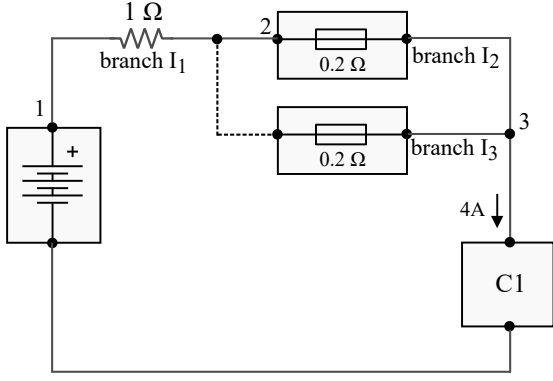 1 Ω
branch I1
2
0.2 Ω
branch I2
1
+
0.2 Ω
branch I3
3
4A
C1